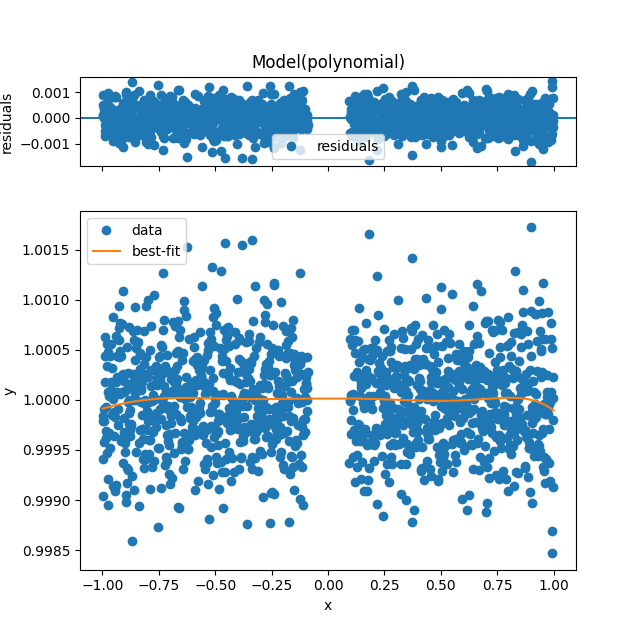 Model(polynomial)
residuals
0.001
0.000
−0.001
residuals
data
best-fit
y
1.0015
1.0010
1.0005
1.0000
0.9995
0.9990
0.9985
−1.00 −0.75 −0.50 −0.25 0.00 0.25 0.50 0.75 1.00
x